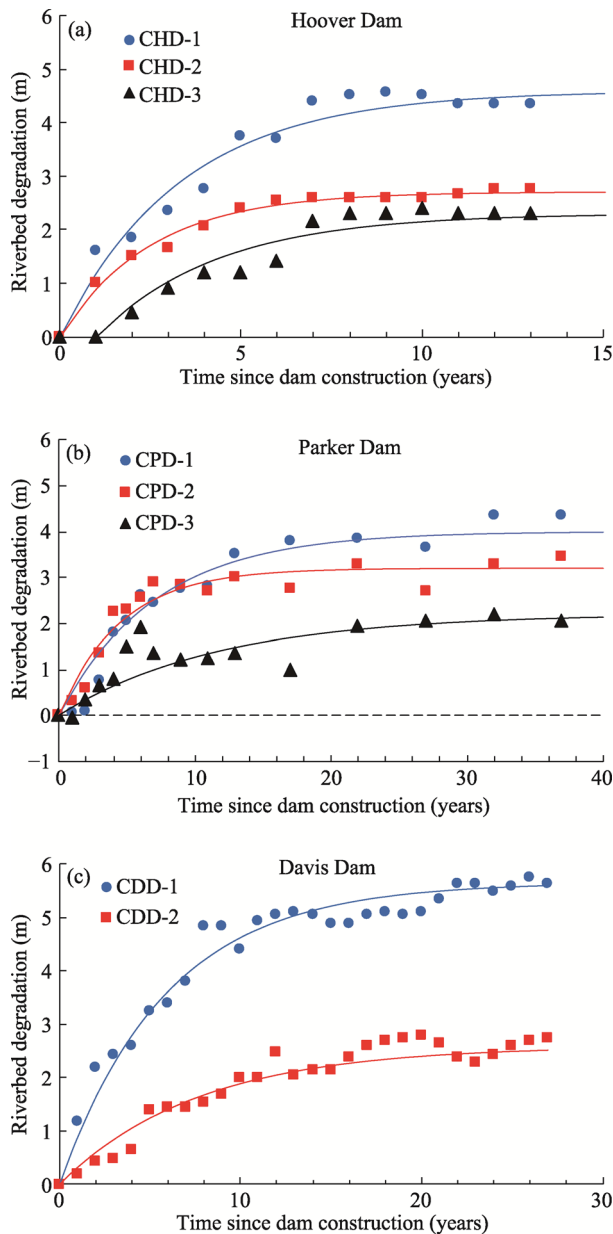 (a)
Hoover Dam
CHD-1
CHD-2
CHD-3
Riverbed degradation (m)
6
5
4
3
2
1
0
0
5
10
15
Time since dam construction (years)
(b)
Parker Dam
CPD-1
CPD-2
CPD-3
Riverbed degradation (m)
6
5
4
3
2
1
0
−1
0
10
20
30
40
Time since dam construction (years)
(c)
Davis Dam
CDD-1
CDD-2
Riverbed degradation (m)
6
5
6
4
3
2
1
0
0
10
20
30
Time since dam construction (years)